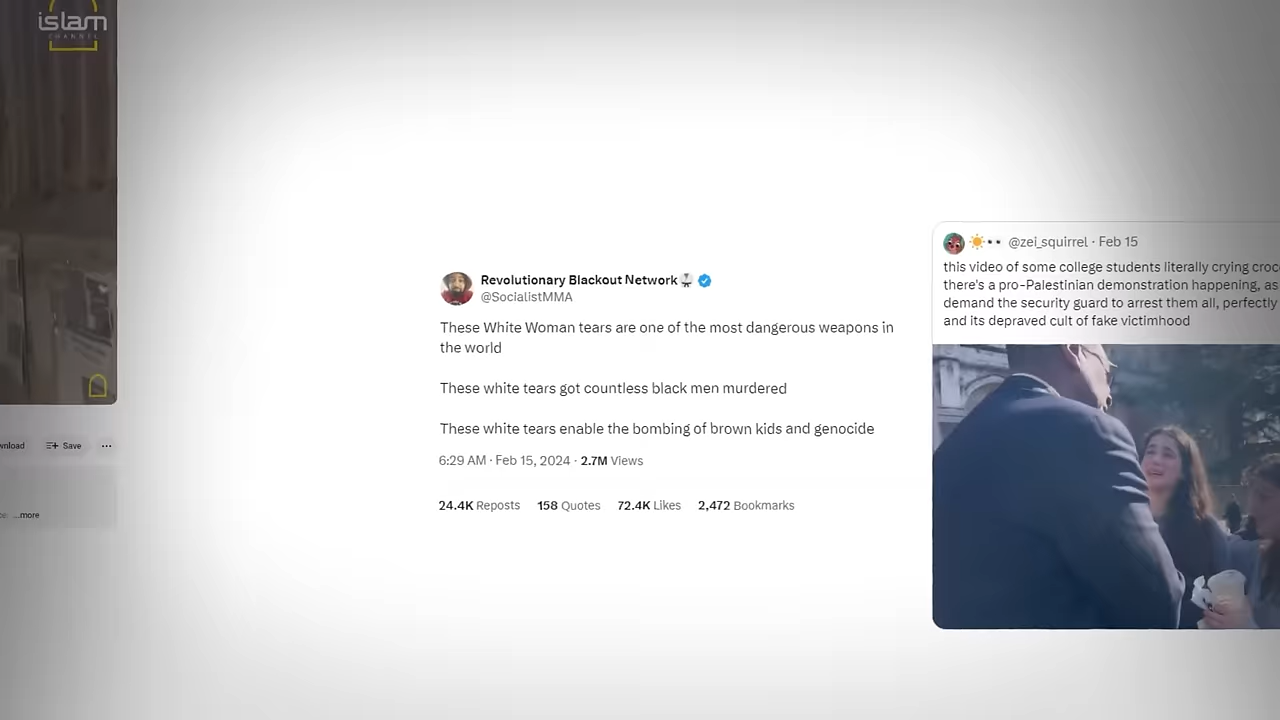 islam
CHANNEL
wnload
Save
...more
Revolutionary Blackout Network
@SocialistMMA
These White Woman tears are one of the most dangerous weapons in
the world
These white tears got countless black men murdered
These white tears enable the bombing of brown kids and genocide
6:29 AM · Feb 15, 2024 · 2.7M Views
24.4K Reposts 158 Quotes 72.4K Likes 2,472 Bookmarks
@zei_squirrel · Feb 15
this video of some college students literally crying croc
there's a pro-Palestinian demonstration happening, as
demand the security guard to arrest them all, perfectly
and its depraved cult of fake victimhood